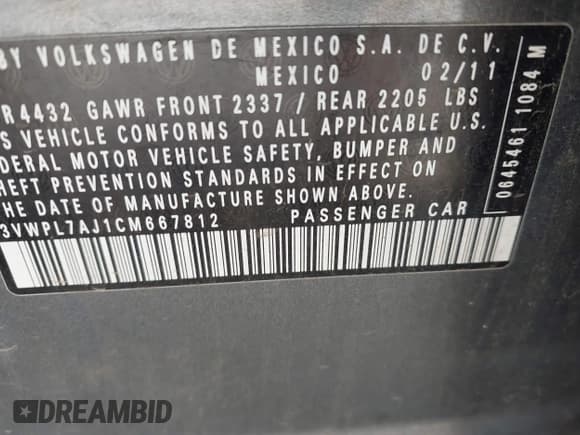 BY VOLKSWAGEN DE MEXICO S.A. DE C.V.
MEXICO 02/11
R4432 GAWR FRONT 2337 / REAR 2205 LBS
S VEHICLE CONFORMS TO ALL APPLICABLE U.S.
DERAL MOTOR VEHICLE SAFETY, BUMPER AND
HEFT PREVENTION STANDARDS IN EFFECT ON
THE DATE OF MANUFACTURE SHOWN ABOVE.
3VWPL7AJ1CM667812 PASSENGER CAR
0645461 1084 M
DREAMBID